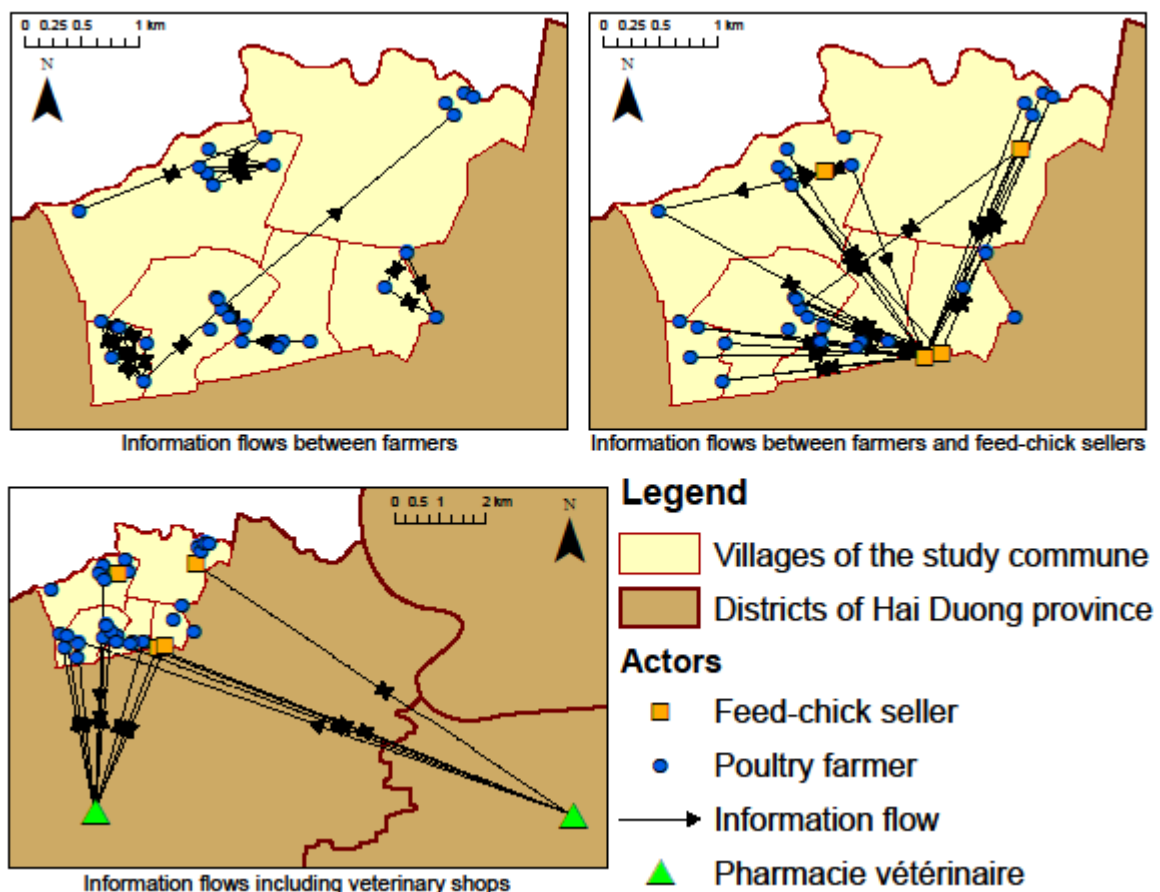 0 0.25 0.5 1 km
N
Information flows between farmers
0 0.25 0.5 1 km
N
Information flows between farmers and feed-chick sellers
0 0.5 1 2 km
N
Information flows including veterinary shops
Legend
Villages of the study commune
Districts of Hai Duong province
Actors
Feed-chick seller
Poultry farmer
Information flow
Pharmacie vétérinaire